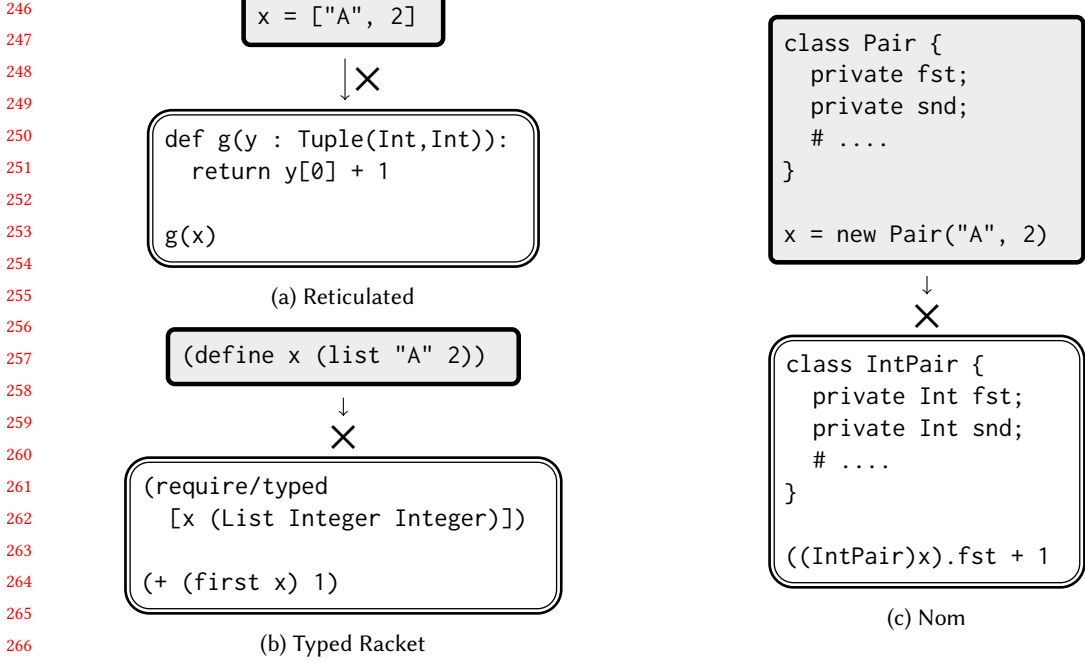 246
247
248
249
250
251
252
253
254
255
256
257
258
259
260
261
262
263
264
265
266
x = ["A", 2]
def g(y : Tuple(Int,Int)):
return y[0] + 1
g(x)
(a) Reticulated
(define x (list "A" 2))
(require/typed
[x (List Integer Integer)])
(+ (first x) 1)
(b) Typed Racket
class Pair {
private fst;
private snd;
# ....
}
x = new Pair("A", 2)
class IntPair {
private Int fst;
private Int snd;
# ....
}
((IntPair)x).fst + 1
(c) Nom